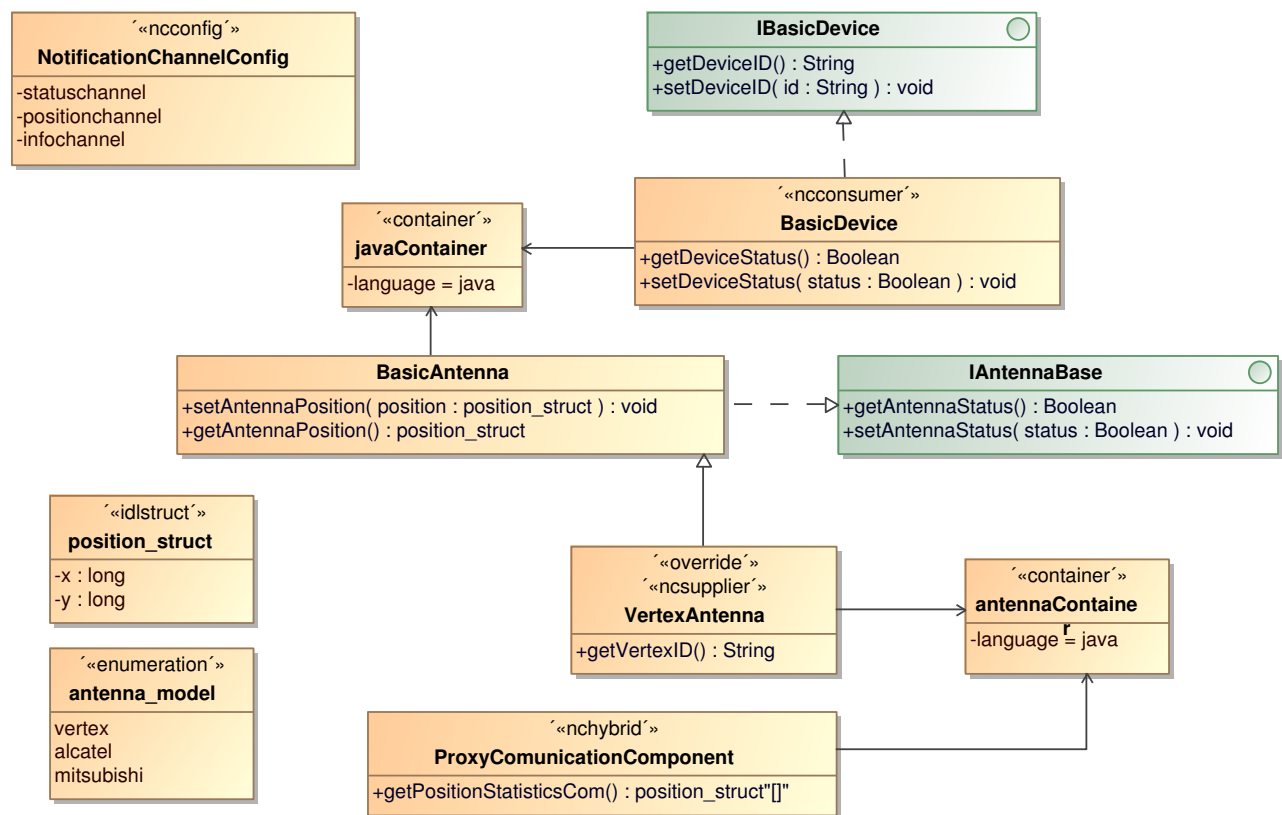 ´«ncconfig´»
NotificationChannelConfig
-statuschannel
-positionchannel
-infochannel
IBasicDevice
+getDeviceID() : String
+setDeviceID( id : String ) : void
´«ncconsumer´»
BasicDevice
+getDeviceStatus() : Boolean
+setDeviceStatus( status : Boolean ) : void
´«container´»
javaContainer
-language = java
BasicAntenna
+setAntennaPosition( position : position_struct ) : void
+getAntennaPosition() : position_struct
IAntennaBase
+getAntennaStatus() : Boolean
+setAntennaStatus( status : Boolean ) : void
´«idlstruct´»
position_struct
-x : long
-y : long
´«override´»
´«ncsupplier´»
VertexAntenna
+getVertexID() : String
´«container´»
antennaContaine
r
-language = java
´«enumeration´»
antenna_model
vertex
alcatel
mitsubishi
´«nchybrid´»
ProxyComunicationComponent
+getPositionStatisticsCom() : position_struct"[]"